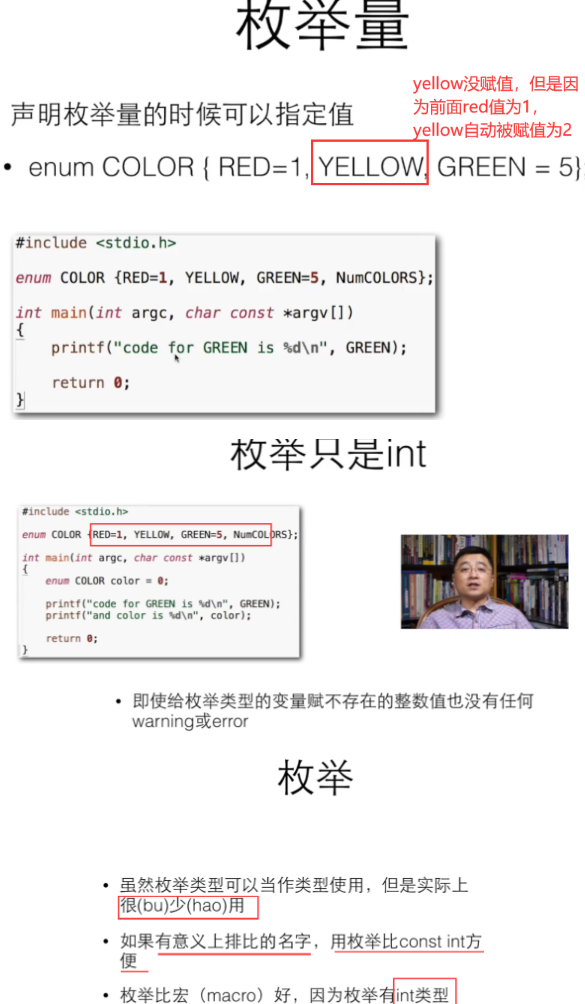 枚举量
yellow没赋值，但是因
为前面red值为1，
yellow自动被赋值为2
声明枚举量的时候可以指定值
• enum COLOR { RED=1, YELLOW, GREEN = 5};
#include <stdio.h>
enum COLOR {RED=1, YELLOW, GREEN=5, NumCOLORS};
int main(int argc, char const *argv[])
{
printf("code for GREEN is %d\n", GREEN);
return 0;
}
枚举只是int
#include <stdio.h>
enum COLOR {RED=1, YELLOW, GREEN=5, NumCOLORS};
int main(int argc, char const *argv[])
{
enum COLOR color = 0;
printf("code for GREEN is %d\n", GREEN);
printf("and color is %d\n", color);
return 0;
}
• 即使给枚举类型的变量赋不存在的整数值也没有任何
warning或error
枚举
• 虽然枚举类型可以当作类型使用，但是实际上
很(bu)少(hao)用
• 如果有意义上排比的名字，用枚举比const int方
便
• 枚举比宏（macro）好，因为枚举有int类型